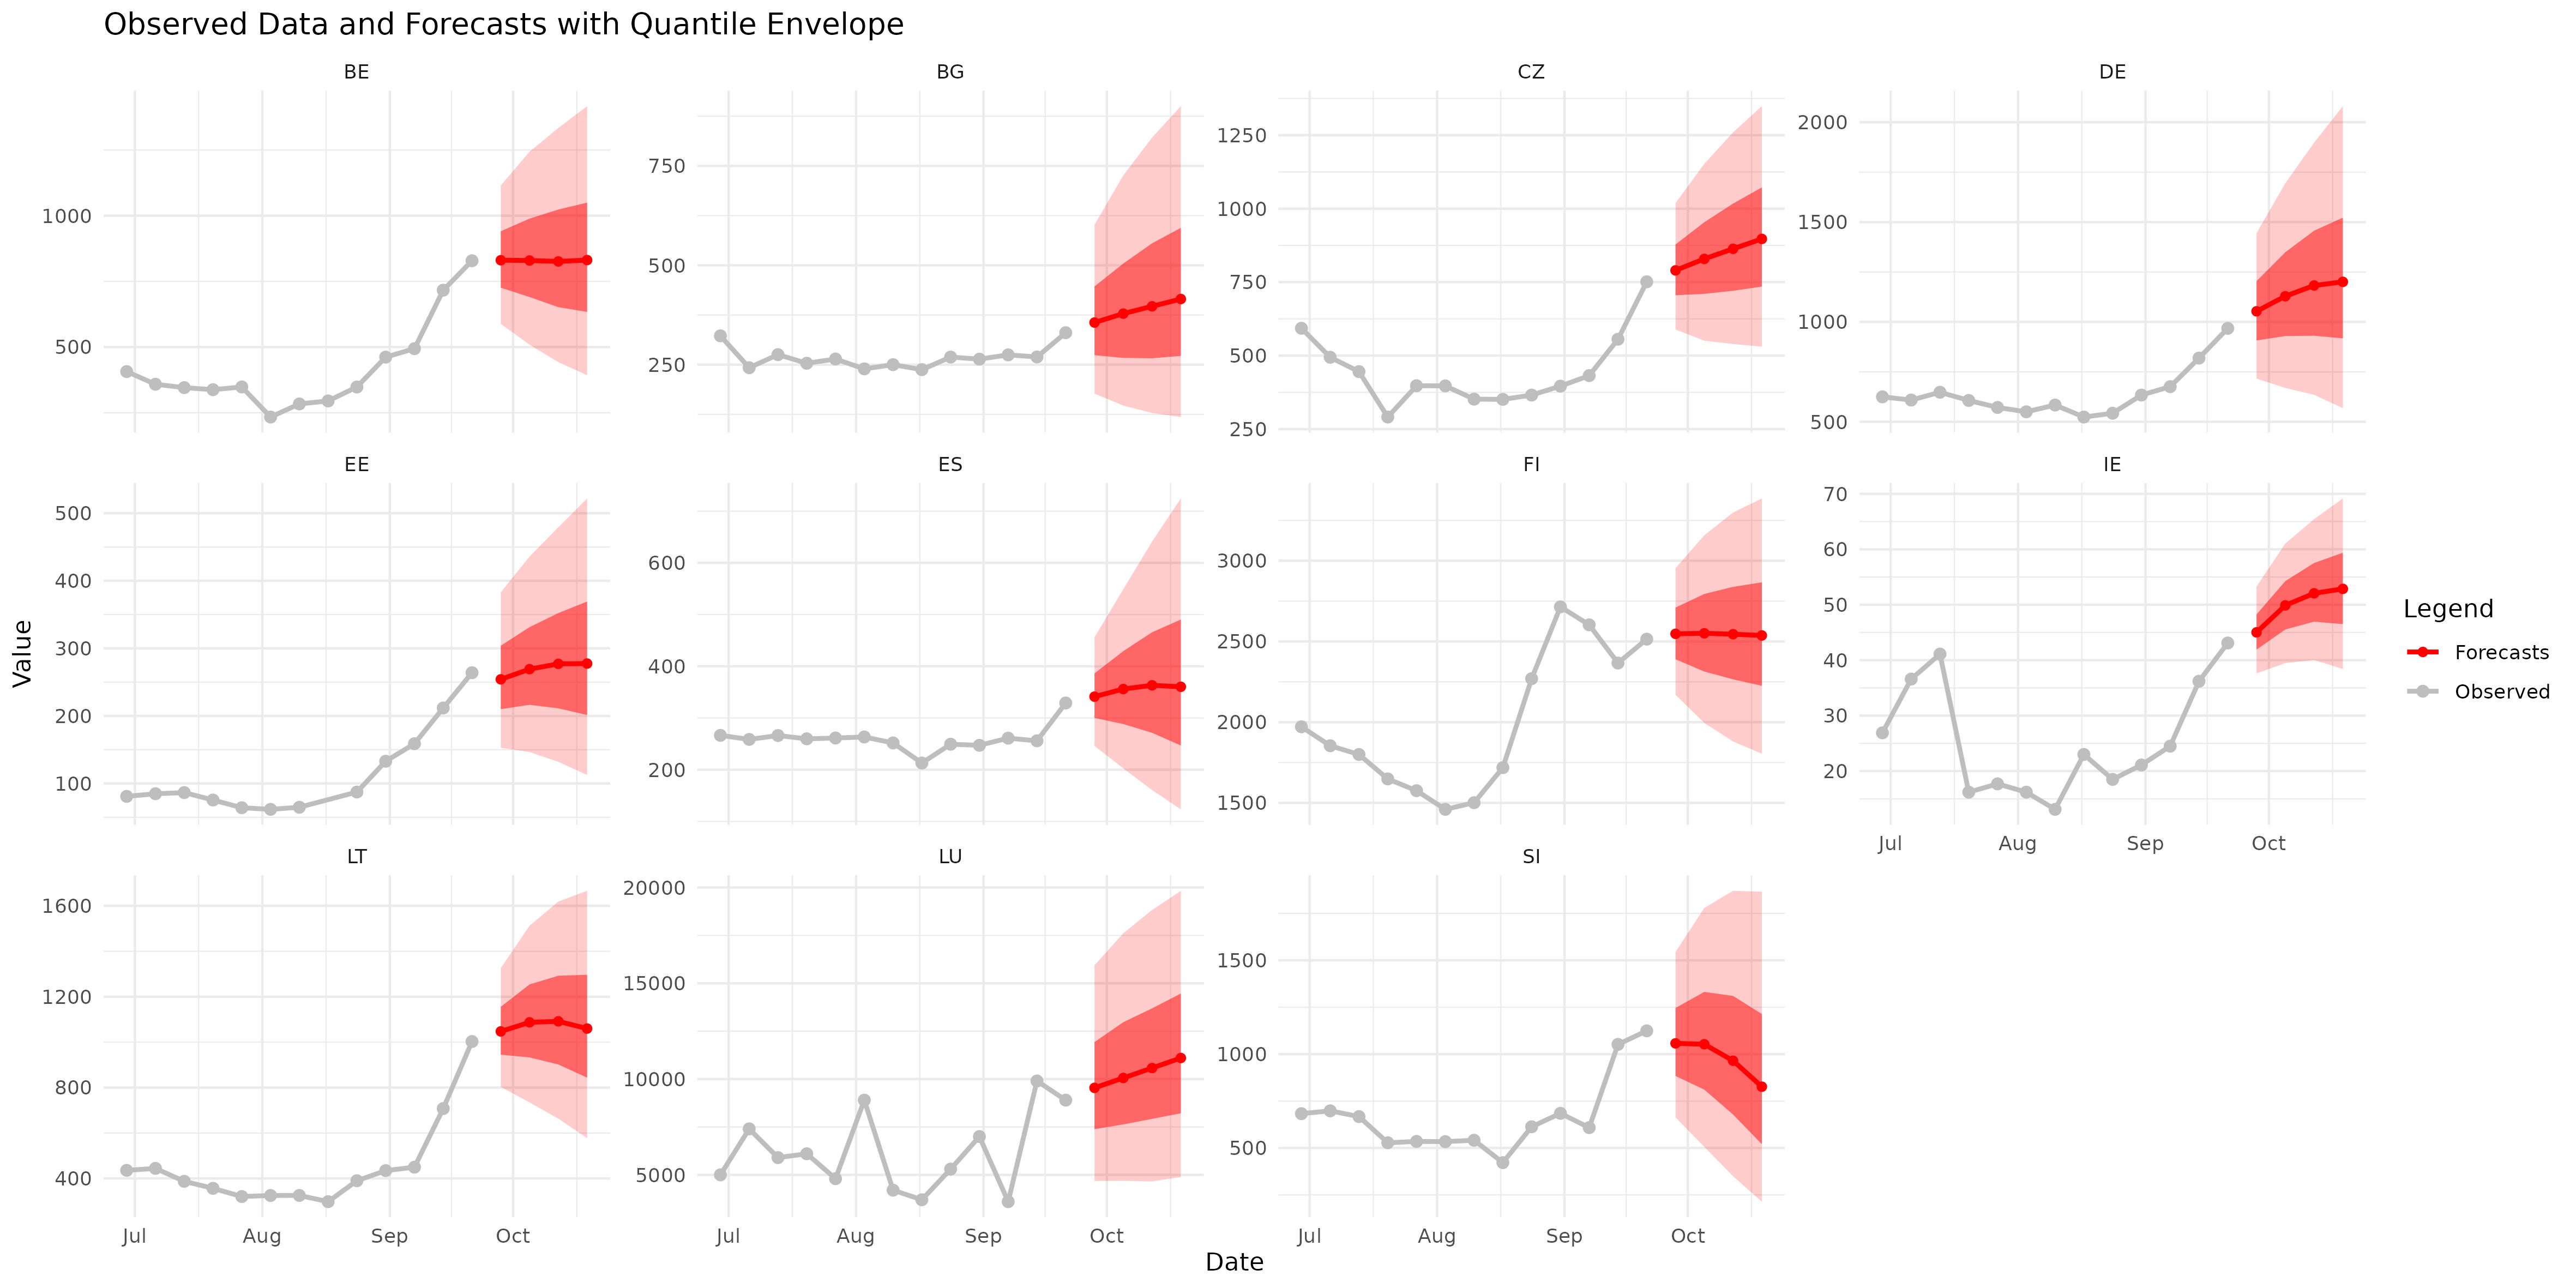 Observed Data and Forecasts with Quantile Envelope
BE
BG
CZ
DE
1000
500
750
500
250
1250
1000
750
500
250
2000
1500
1000
500
EE
ES
FI
IE
500
400
300
200
100
600
400
200
3000
2500
2000
1500
70
60
50
40
30
20
Jul Aug Sep Oct
LT
LU
SI
1600
1200
800
400
Jul Aug Sep Oct
20000
15000
10000
5000
Jul Aug Sep Oct
1500
1000
500
Jul Aug Sep Oct
Value
Date
Legend
Forecasts
Observed